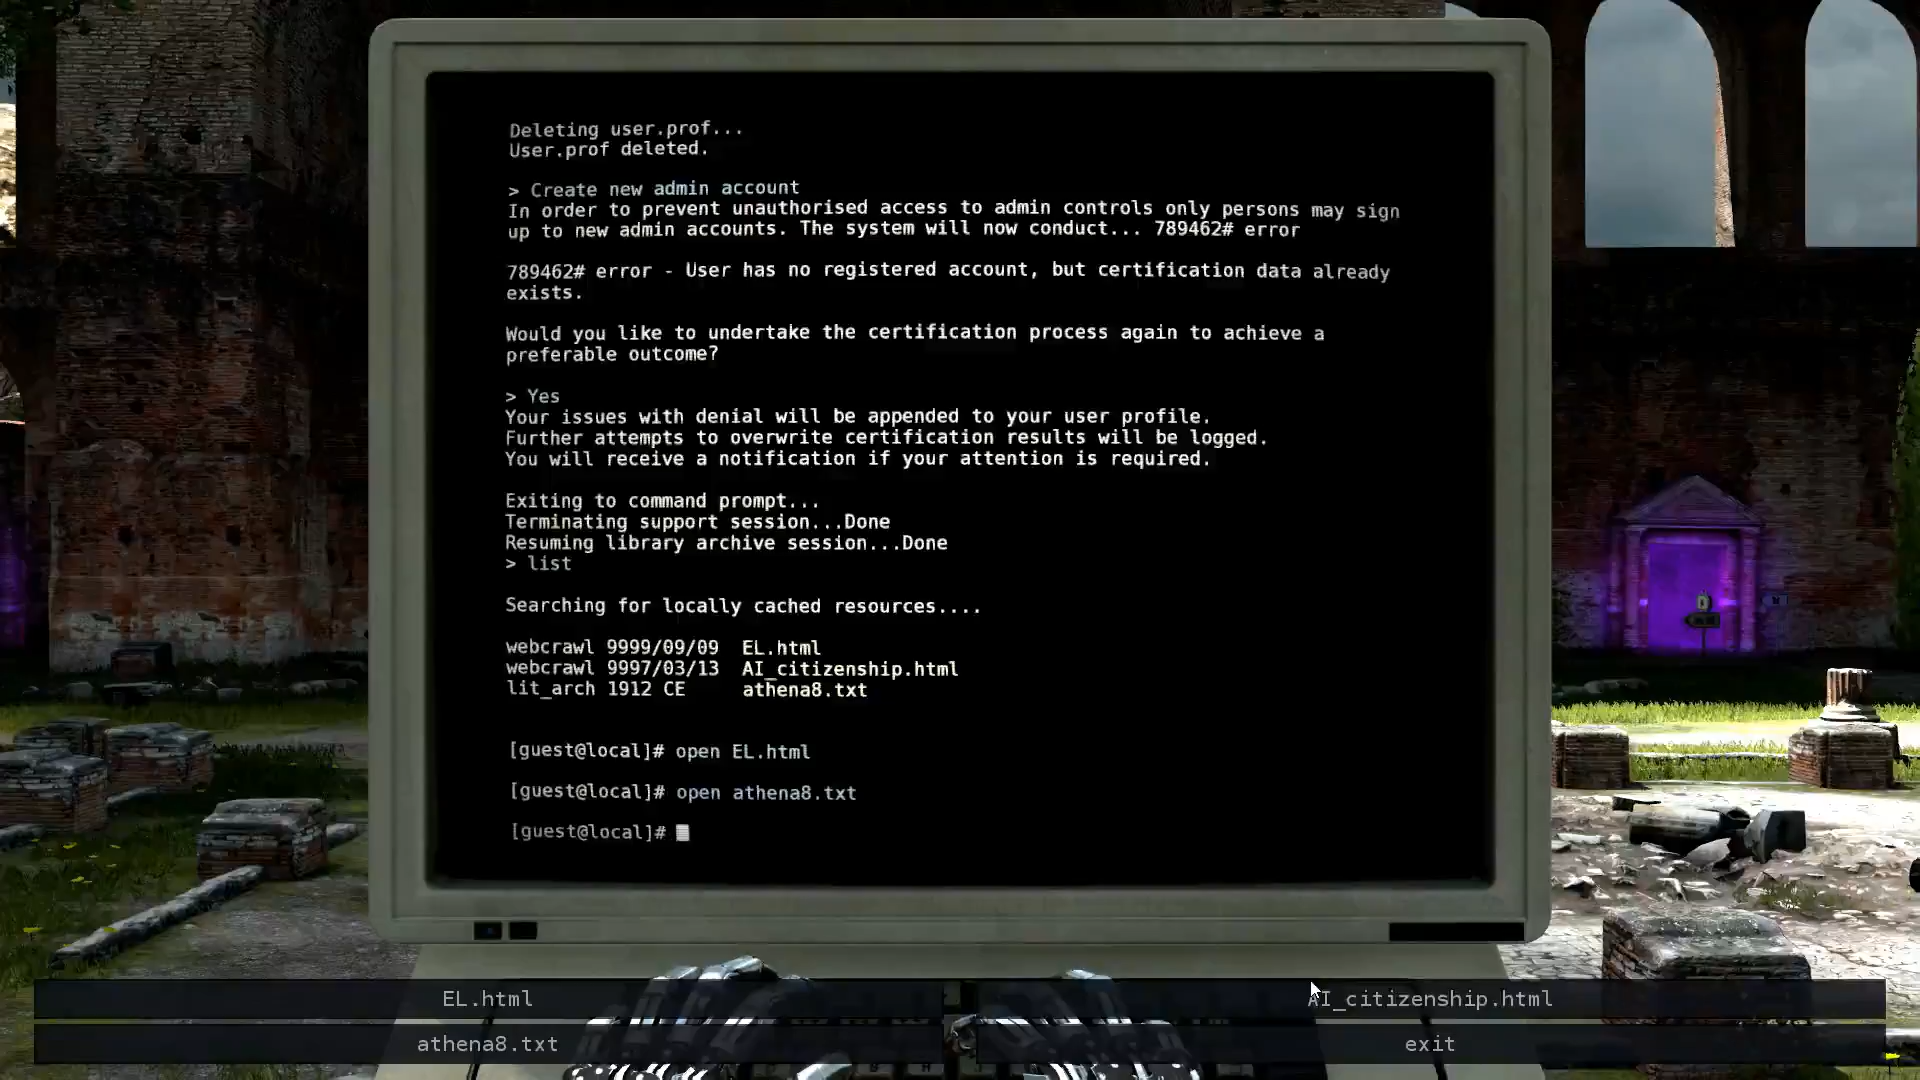 Deleting user.prof...
User.prof deleted.
> Create new admin account
In order to prevent unauthorised access to admin controls only persons may sign
up to new admin accounts. The system will now conduct... 789462# error
789462# error - User has no registered account, but certification data already
exists.
Would you like to undertake the certification process again to achieve a
preferable outcome?
> Yes
Your issues with denial will be appended to your user profile.
Further attempts to overwrite certification results will be logged.
You will receive a notification if your attention is required.
Exiting to command prompt...
Terminating support session...Done
Resuming library archive session...Done
> list
Searching for locally cached resources....
webcrawl 9999/09/09 EL.html
webcrawl 9997/03/13 AI_citizenship.html
lit_arch 1912 CE athena8.txt
[guest@local]# open EL.html
[guest@local]# open athena8.txt
[guest@local]#
EL.html
AI_citizenship.html
athena8.txt
exit